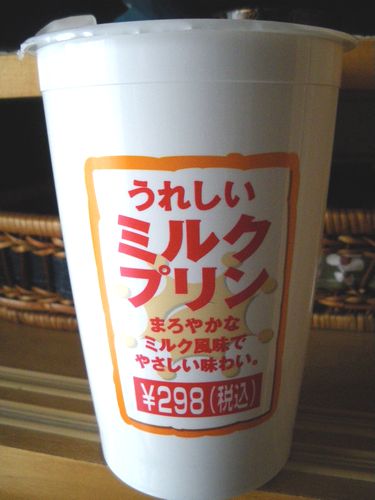 うれしい
ミルク
プリン
まろやかな
ミルク風味で
やさしい味わい。
¥298(税込)